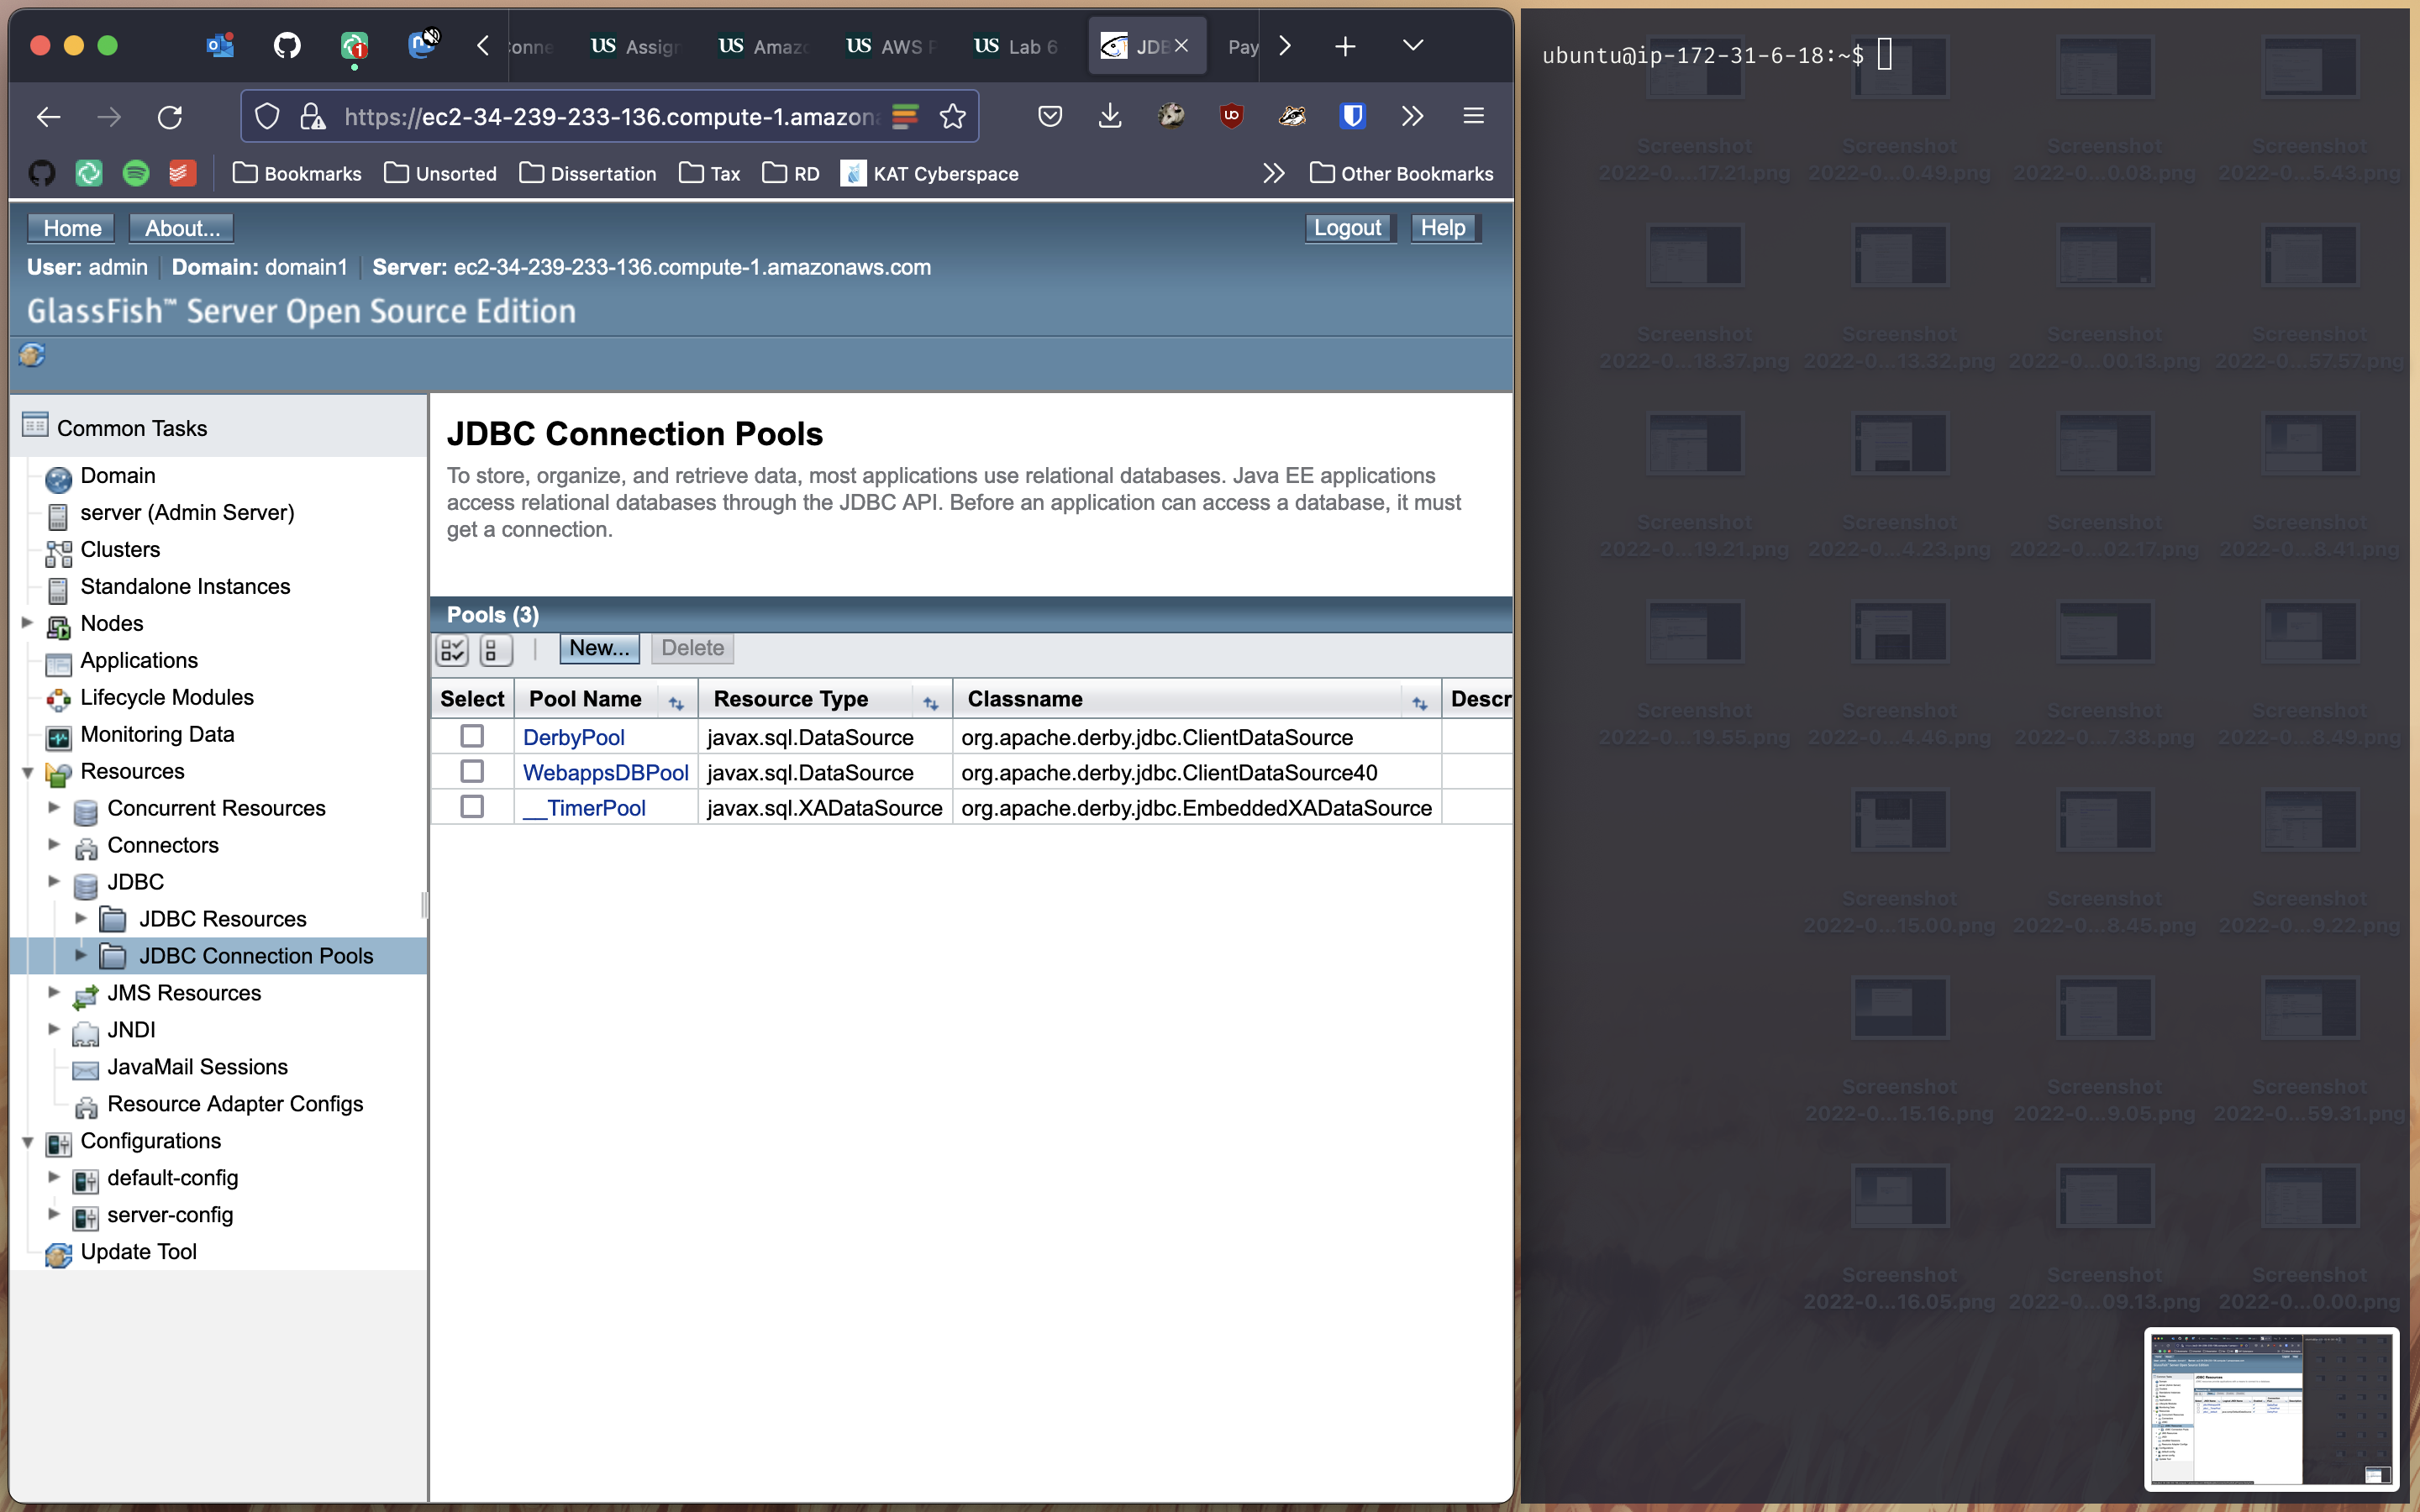 onne
US Assign
US Amazo
US AWS P
US Lab 6
JDB
Pay
https://ec2-34-239-233-136.compute-1.amazon
Bookmarks
Unsorted
Dissertation
Tax
RD
KAT Cyberspace
Other Bookmarks
Home
About...
Logout
Help
User: admin
Domain: domain1
Server: ec2-34-239-233-136.compute-1.amazonaws.com
GlassFish™ Server Open Source Edition
Common Tasks
Domain
server (Admin Server)
Clusters
Standalone Instances
Nodes
Applications
Lifecycle Modules
Monitoring Data
Resources
Concurrent Resources
Connectors
JDBC
JDBC Resources
JDBC Connection Pools
JMS Resources
JNDI
JavaMail Sessions
Resource Adapter Configs
Configurations
default-config
server-config
Update Tool
JDBC Connection Pools
To store, organize, and retrieve data, most applications use relational databases. Java EE applications
access relational databases through the JDBC API. Before an application can access a database, it must
get a connection.
Pools (3)
New...
Delete
Select Pool Name Resource Type Classname Descr
DerbyPool javax.sql.DataSource org.apache.derby.jdbc.ClientDataSource
WebappsDBPool javax.sql.DataSource org.apache.derby.jdbc.ClientDataSource40
__TimerPool javax.sql.XADataSource org.apache.derby.jdbc.EmbeddedXADataSource
ubuntu@ip-172-31-6-18:~$
Screenshot Screenshot Screenshot Screenshot
2022-0...17.21.png 2022-0...0.49.png 2022-0...0.08.png 2022-0...5.43.png
Screenshot Screenshot Screenshot Screenshot
2022-0...18.37.png 2022-0...13.32.png 2022-0...00.13.png 2022-0...57.57.png
Screenshot Screenshot Screenshot Screenshot
2022-0...19.21.png 2022-0...4.23.png 2022-0...02.17.png 2022-0...8.41.png
Screenshot Screenshot Screenshot Screenshot
2022-0...19.55.png 2022-0...4.46.png 2022-0...7.38.png 2022-0...8.49.png
Screenshot Screenshot Screenshot
2022-0...15.00.png 2022-0...8.45.png 2022-0...9.22.png
Screenshot Screenshot Screenshot
2022-0...15.16.png 2022-0...9.05.png 2022-0...59.31.png
Screenshot Screenshot Screenshot
2022-0...16.05.png 2022-0...09.13.png 2022-0...0.00.png